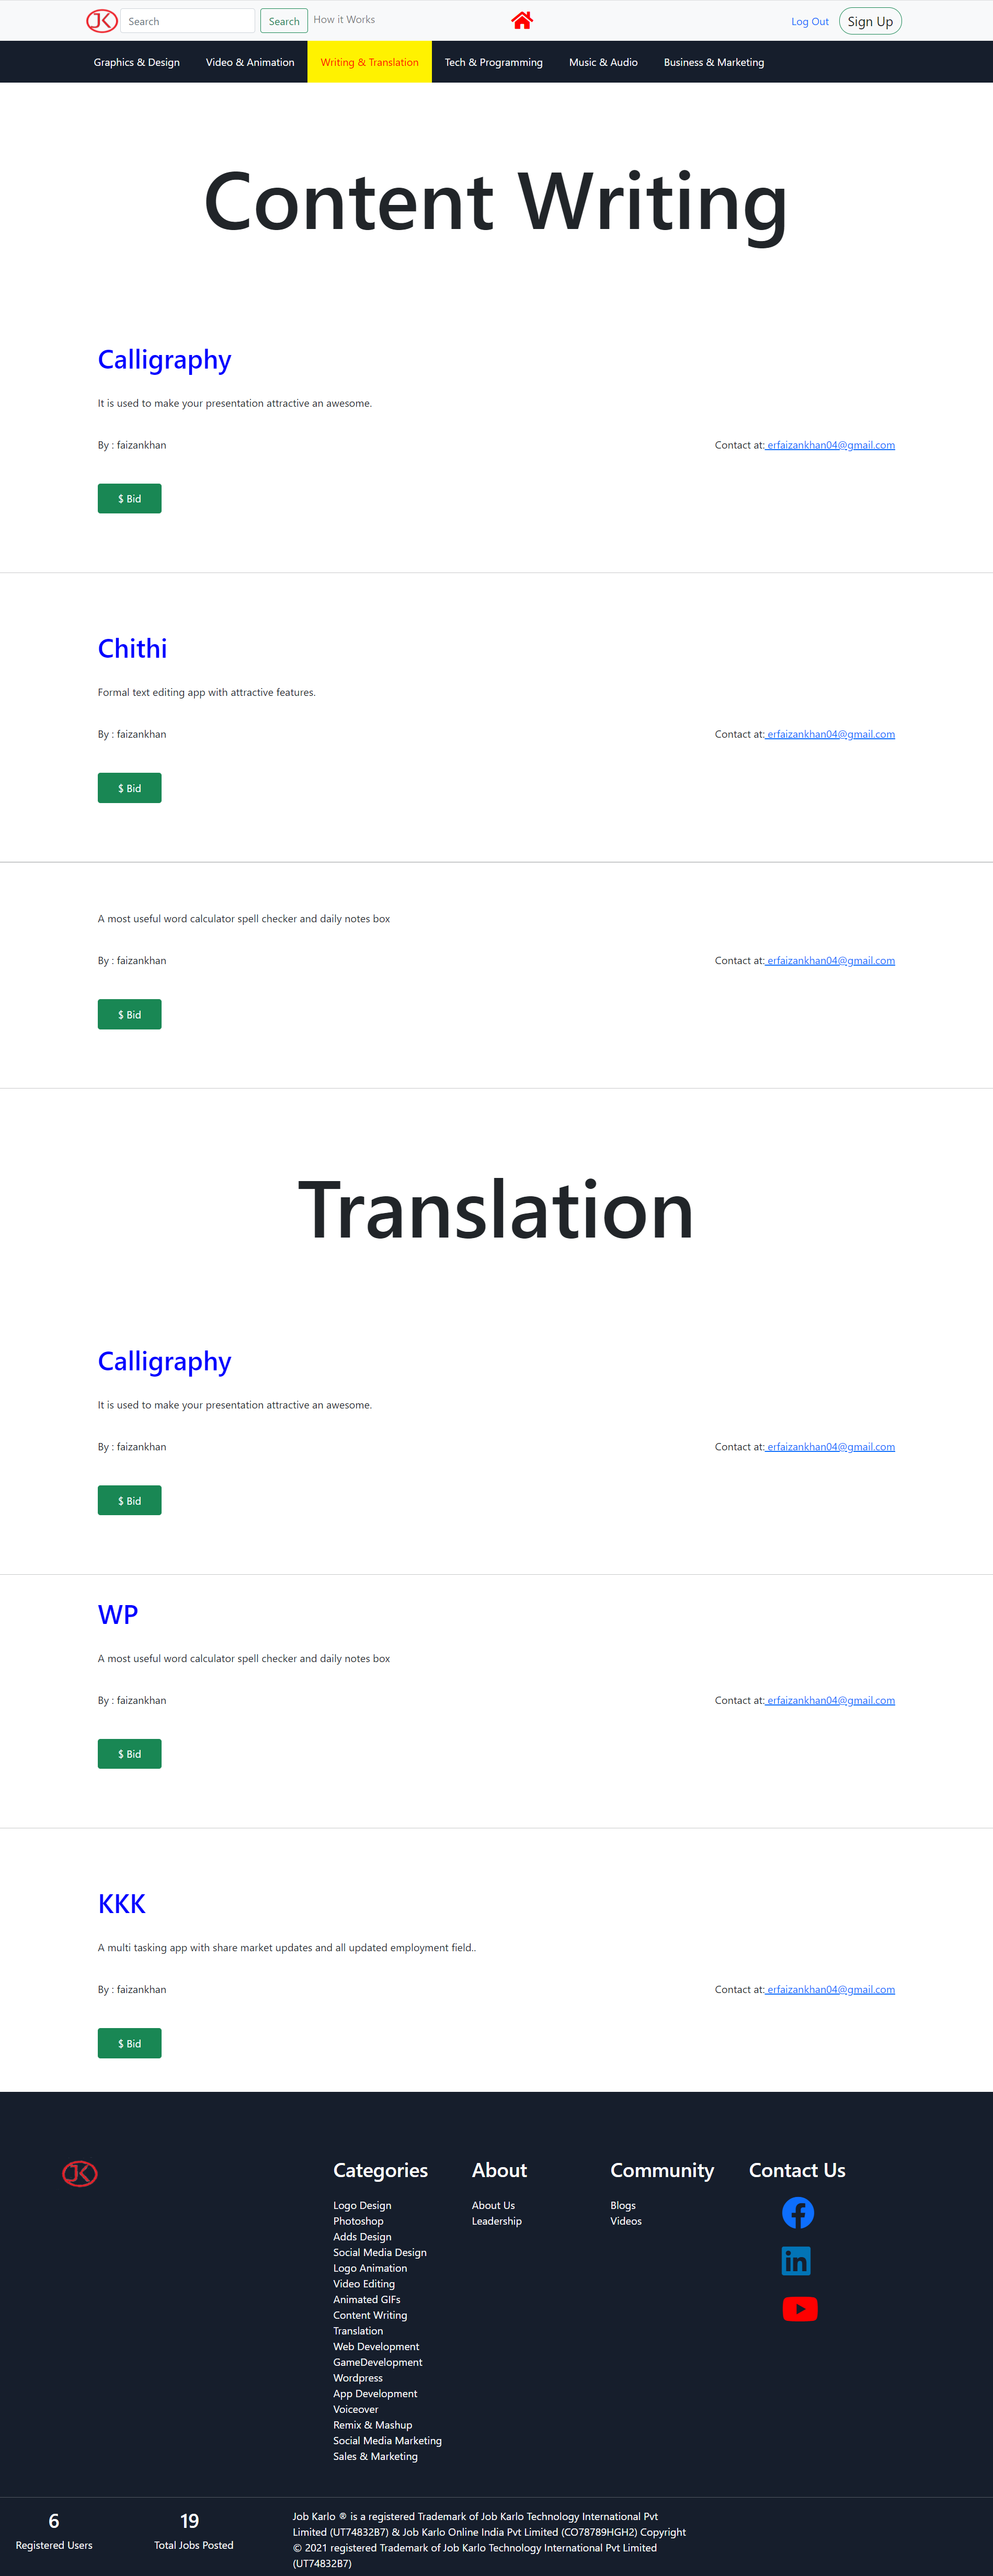 JK Search Search How it Works Log Out Sign Up
Graphics & Design Video & Animation Writing & Translation Tech & Programming Music & Audio Business & Marketing
Content Writing
Calligraphy
It is used to make your presentation attractive an awesome.
By : faizankhan Contact at: erfaizankhan04@gmail.com
$ Bid
Chithi
Formal text editing app with attractive features.
By : faizankhan Contact at: erfaizankhan04@gmail.com
$ Bid
A most useful word calculator spell checker and daily notes box
By : faizankhan Contact at: erfaizankhan04@gmail.com
$ Bid
Translation
Calligraphy
It is used to make your presentation attractive an awesome.
By : faizankhan Contact at: erfaizankhan04@gmail.com
$ Bid
WP
A most useful word calculator spell checker and daily notes box
By : faizankhan Contact at: erfaizankhan04@gmail.com
$ Bid
KKK
A multi tasking app with share market updates and all updated employment field..
By : faizankhan Contact at: erfaizankhan04@gmail.com
$ Bid
JK
Categories
Logo Design
Photoshop
Adds Design
Social Media Design
Logo Animation
Video Editing
Animated GIFs
Content Writing
Translation
Web Development
GameDevelopment
Wordpress
App Development
Voiceover
Remix & Mashup
Social Media Marketing
Sales & Marketing
About
About Us
Leadership
Community
Blogs
Videos
Contact Us
in
6
Registered Users
19
Total Jobs Posted
Job Karlo ® is a registered Trademark of Job Karlo Technology International Pvt
Limited (UT74832B7) & Job Karlo Online India Pvt Limited (CO78789HGH2) Copyright
© 2021 registered Trademark of Job Karlo Technology International Pvt Limited
(UT74832B7)